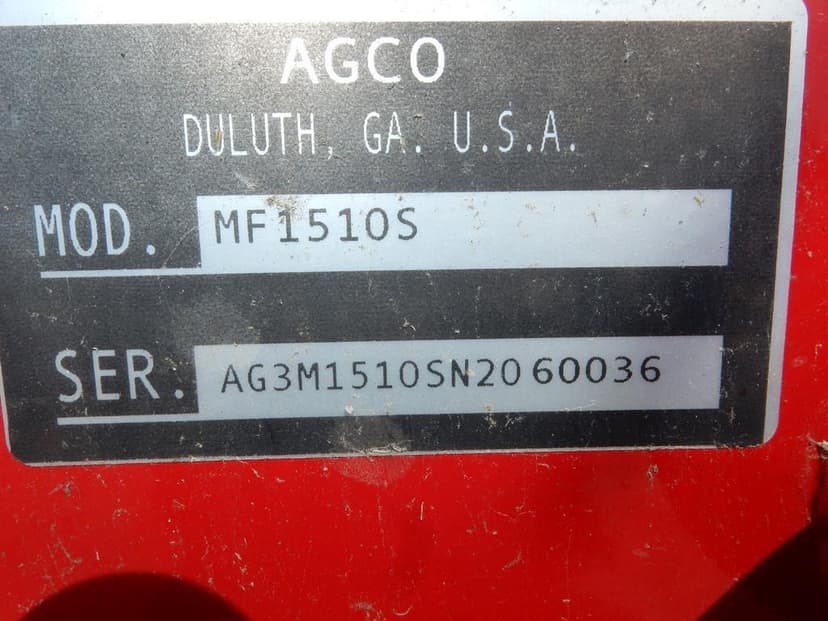 AGCO
DULUTH, GA. U.S.A.
MOD. MF1510S
SER. AG3M1510SN2060036